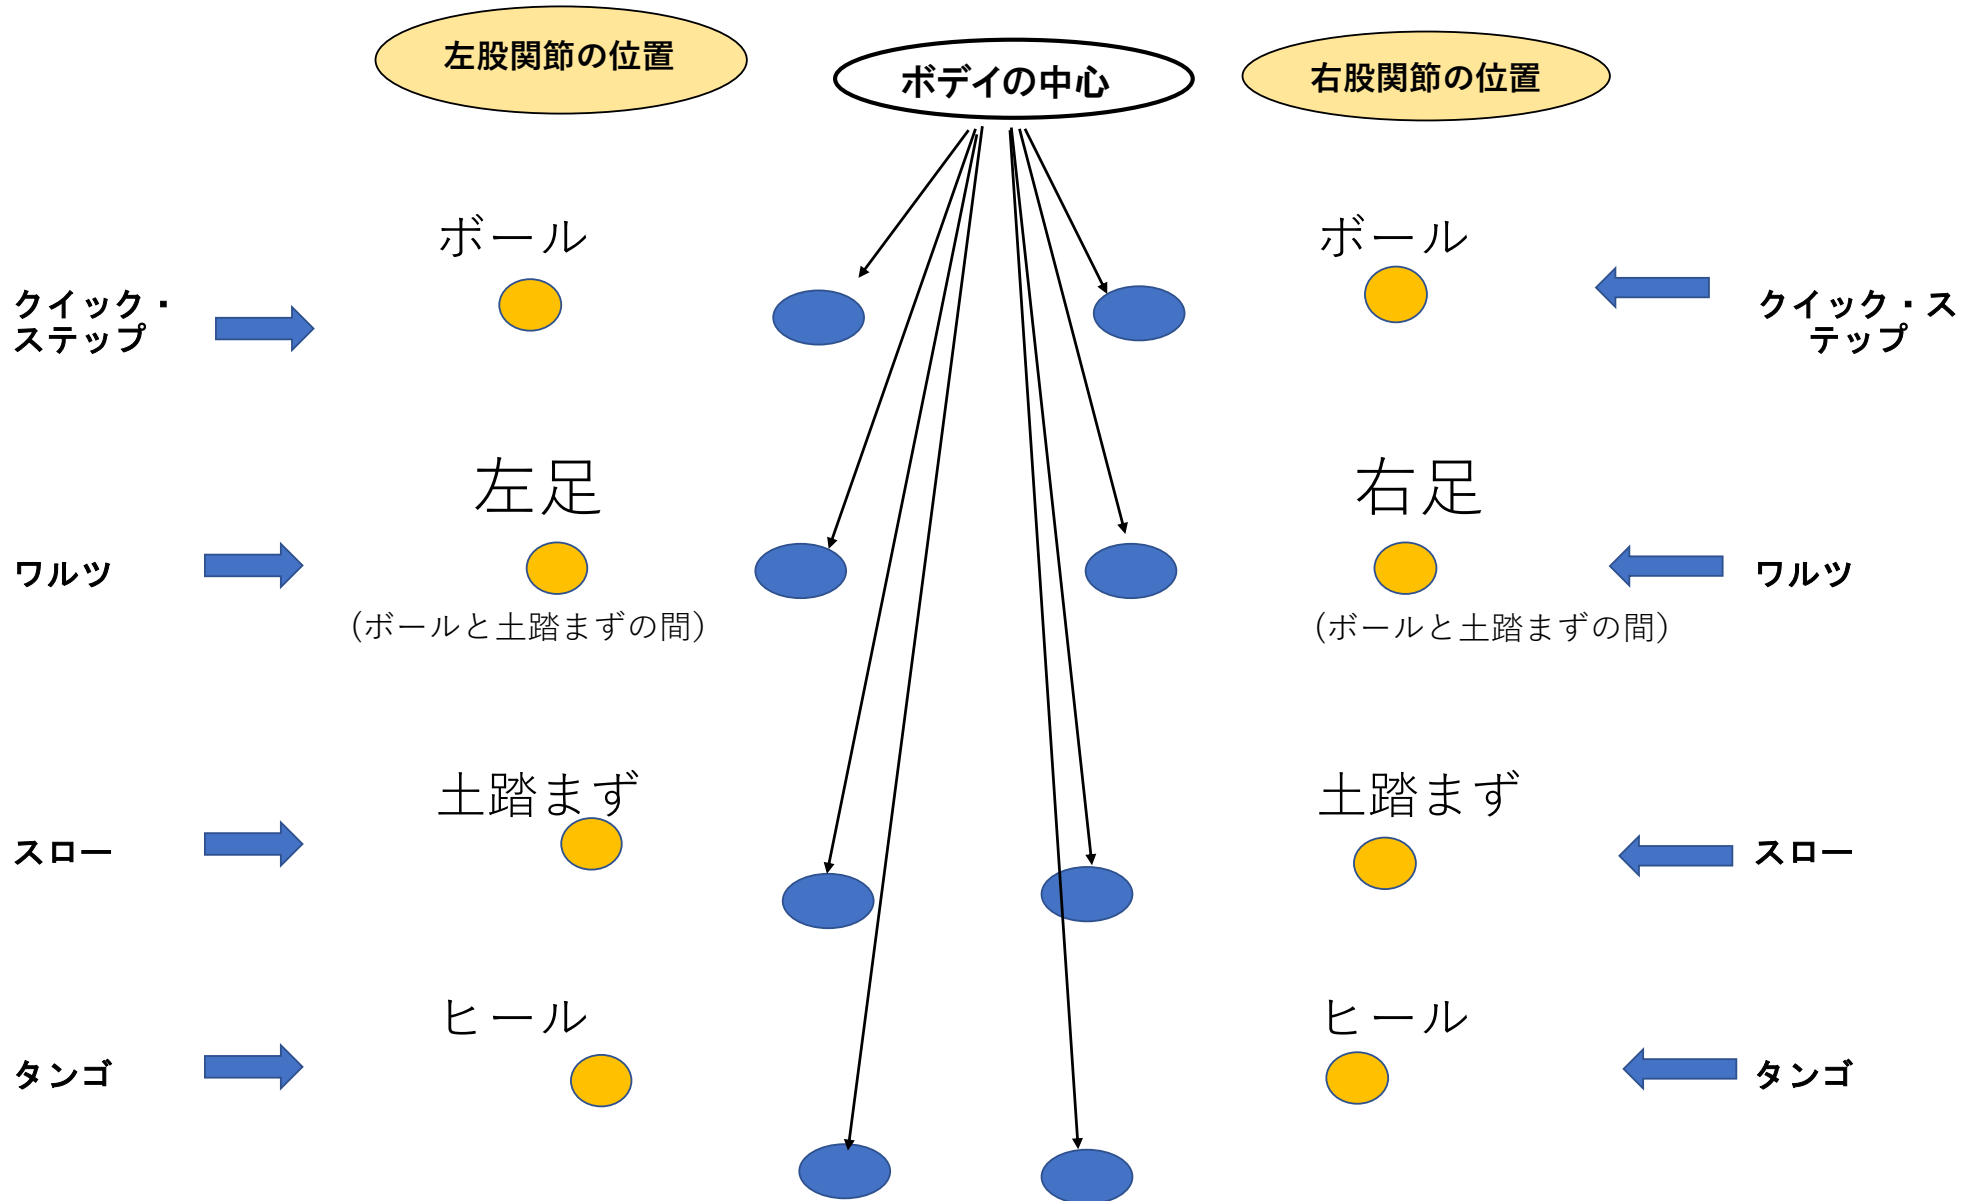 左股関節の位置
ボデイの中心
右股関節の位置
ボール
ボール
クイック・
ステップ
クイック・ス
テップ
左足
右足
ワルツ
ワルツ
(ボールと土踏まずの間)
(ボールと土踏まずの間)
土踏まず
土踏まず
スロー
スロー
ヒール
ヒール
タンゴ
タンゴ